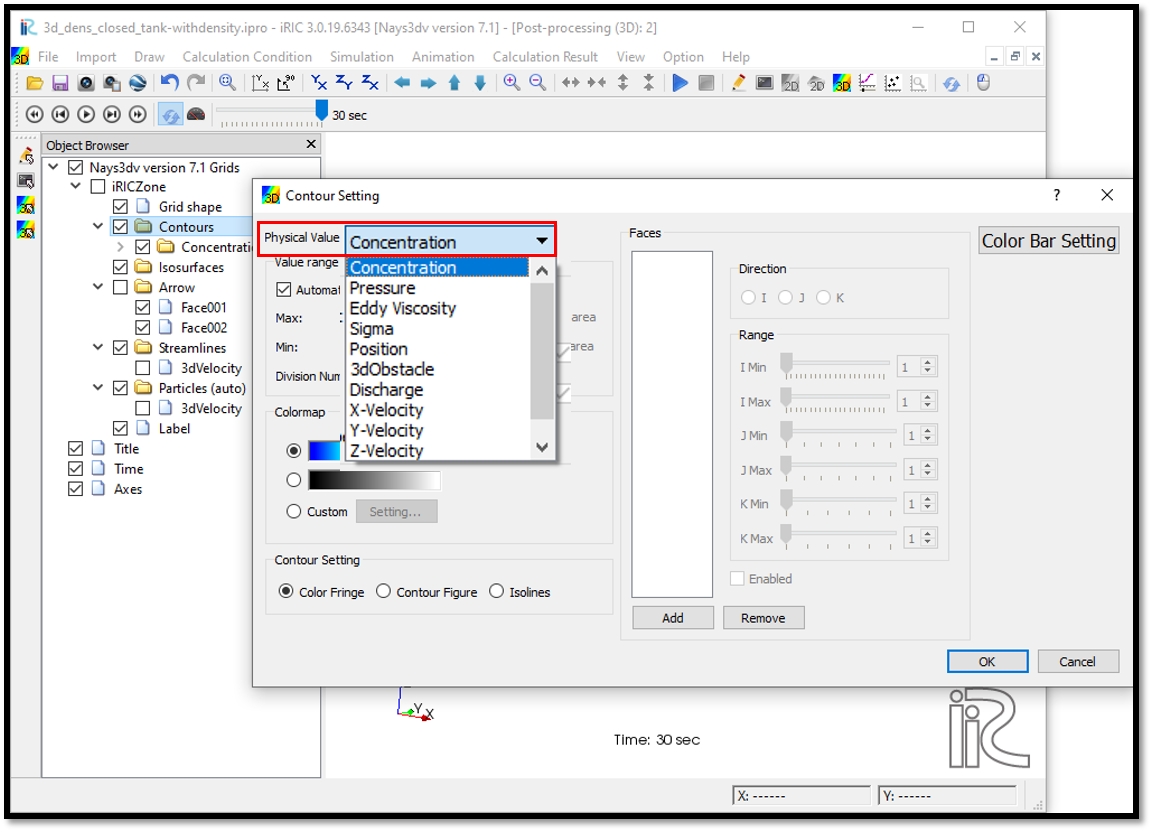 3d_dens_closed_tank-withdensity.ipro - iRIC 3.0.19.6343 [Nays3dv version 7.1] - [Post-processing (3D): 2]
File Import Draw Calculation Condition Simulation Animation Calculation Result View Option Help
30 sec
Object Browser
Nays3dv version 7.1 Grids
iRICZone
Grid shape
Contours
Concentrati
Isosurfaces
Arrow
Face001
Face002
Streamlines
3dVelocity
Particles (auto)
3dVelocity
Label
Title
Time
Axes
Contour Setting
Physical Value Concentration
Concentration
Pressure
Eddy Viscosity
Sigma
Position
3dObstacle
Discharge
X-Velocity
Y-Velocity
Z-Velocity
Value range
Automat
Max:
area
Min:
area
Division Num
Colormap
Custom Setting...
Contour Setting
Color Fringe Contour Figure Isolines
Faces
Add Remove
Direction
I J K
Range
I Min 1
I Max 1
J Min 1
J Max 1
K Min 1
K Max 1
Enabled
Color Bar Setting
OK Cancel
Y X
Time: 30 sec
iRIC
X: ------ Y: ------